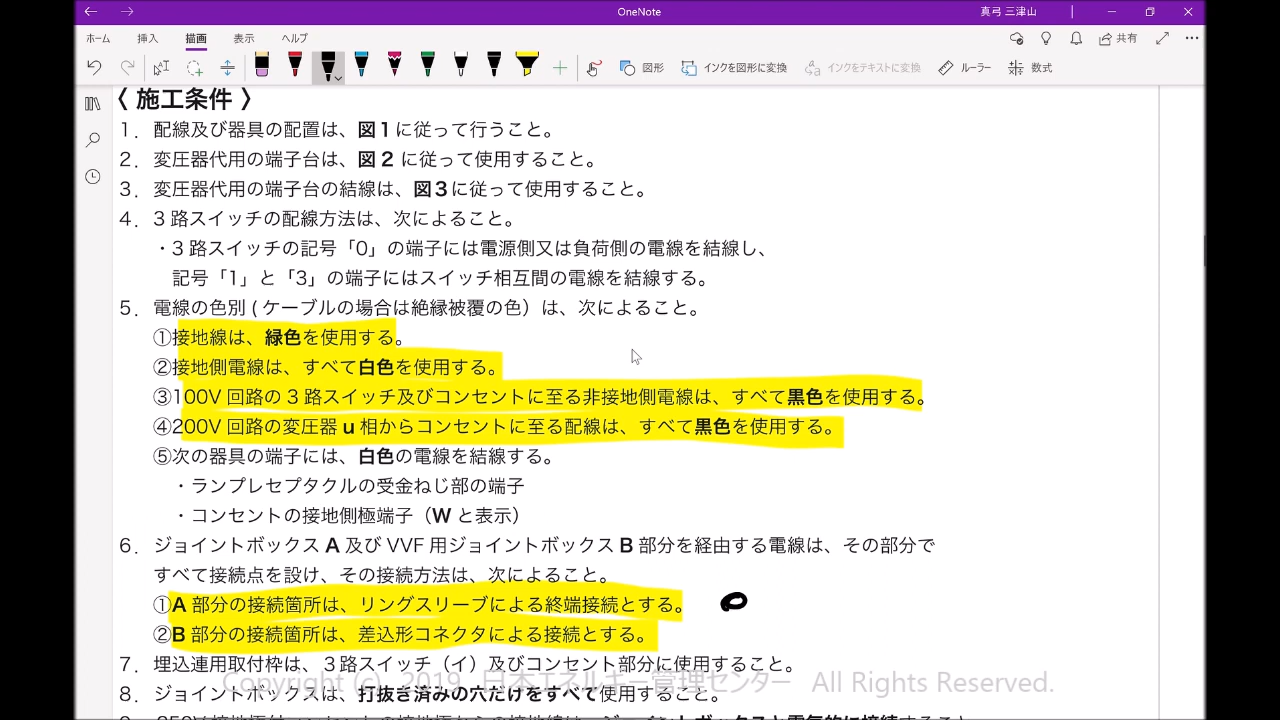 OneNote
真弓 三津山
ホーム 挿入 描画 表示 ヘルプ
共有
図形 インクを図形に変換 インクをテキストに変換 ルーラー 数式
〈 施工条件 〉
1．配線及び器具の配置は、図1に従って行うこと。
2．変圧器代用の端子台は、図2 に従って使用すること。
3．変圧器代用の端子台の結線は、図3に従って使用すること。
4．3 路スイッチの配線方法は、次によること。
・3 路スイッチの記号「0」の端子には電源側又は負荷側の電線を結線し、
記号「1」と「3」の端子にはスイッチ相互間の電線を結線する。
5．電線の色別 ( ケーブルの場合は絶縁被覆の色）は、次によること。
①接地線は、緑色を使用する。
②接地側電線は、すべて白色を使用する。
③100V 回路の 3 路スイッチ及びコンセントに至る非接地側電線は、すべて黒色を使用する。
④200V 回路の変圧器 u 相からコンセントに至る配線は、すべて黒色を使用する。
⑤次の器具の端子には、白色の電線を結線する。
・ランプレセプタクルの受金ねじ部の端子
・コンセントの接地側極端子（W と表示）
6．ジョイントボックス A 及び VVF 用ジョイントボックス B 部分を経由する電線は、その部分で
すべて接続点を設け、その接続方法は、次によること。
①A 部分の接続箇所は、リングスリーブによる終端接続とする。
②B 部分の接続箇所は、差込形コネクタによる接続とする。
7．埋込連用取付枠は、3路スイッチ（イ）及びコンセント部分に使用すること。
Copyright © 2019 日本エネルギー管理センター All Rights Reserved.
8．ジョイントボックスは、打抜き済みの穴だけをすべて使用すること。